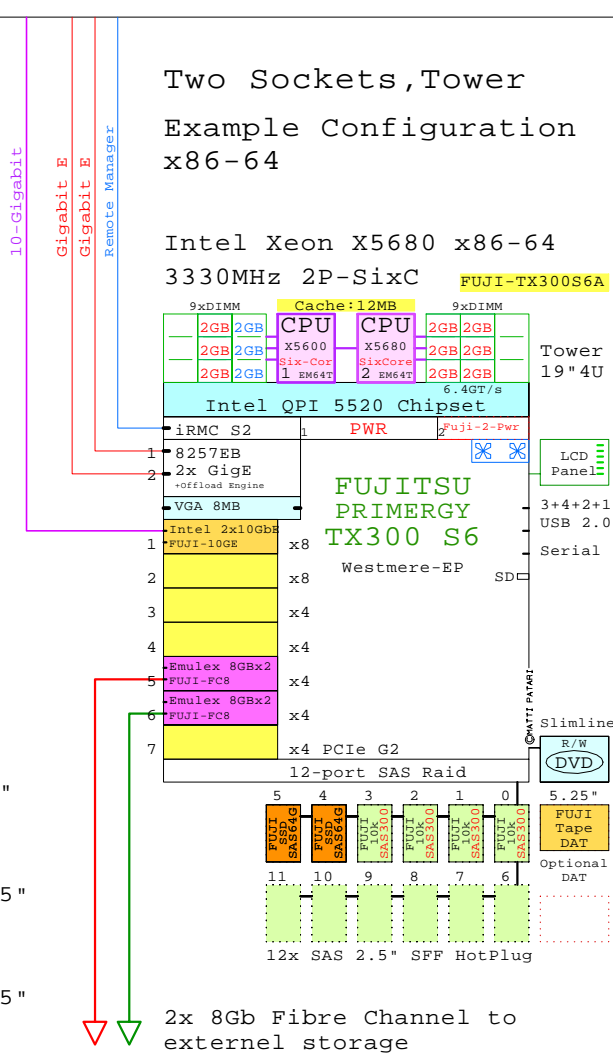 Two Sockets,Tower
Example Configuration
x86-64
10-Gigabit
Gigabit E
Gigabit E
Remote Manager
Intel Xeon X5680 x86-64
3330MHz 2P-SixC
FUJI-TX300S6A
9xDIMM
Cache:12MB
9xDIMM
2GB 2GB
CPU
CPU
2GB 2GB
2GB 2GB
X5600
X5680
2GB 2GB
Six-Cor
SixCore
2GB 2GB
1 EM64T
2 EM64T
2GB 2GB
Tower
19"4U
6.4GT/s
Intel QPI 5520 Chipset
iRMC S2
1
PWR
2
Fuji-2-Pwr
1
8257EB
2
2x GigE
+Offload Engine
LCD
Panel
VGA 8MB
FUJITSU
PRIMERGY
TX300 S6
Westmere-EP
3+4+2+1
USB 2.0
Serial
SD
Intel 2x10GbE
1
FUJI-10GE
x8
2
x8
3
x4
4
x4
Emulex 8GBx2
5
FUJI-FC8
x4
Emulex 8GBx2
6
FUJI-FC8
x4
7
x4 PCIe G2
©MATTI PATARI
Slimline
R/W
DVD
12-port SAS Raid
5
4
3
2
1
0
5.25"
FUJI
SSD
SAS64G
FUJI
SSD
SAS64G
FUJI
10k
SAS300
FUJI
10k
SAS300
FUJI
10k
SAS300
FUJI
10k
SAS300
FUJI
Tape
DAT
Optional
DAT
11
10
9
8
7
6
12x SAS 2.5" SFF HotPlug
"
5"
5"
2x 8Gb Fibre Channel to
externel storage